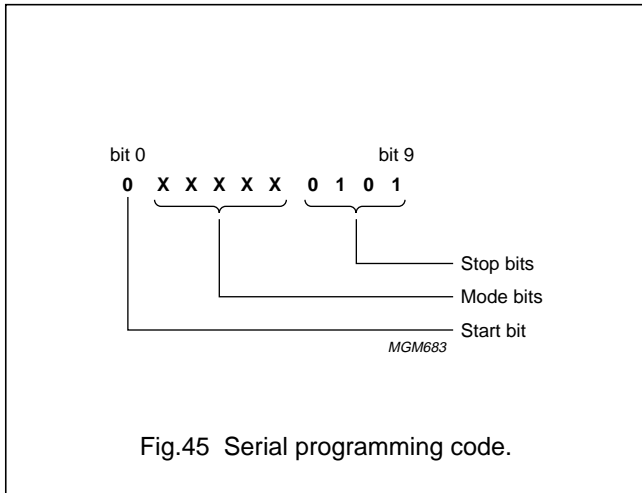 bit 0 bit 9
0 X X X X X 0 1 0 1
Stop bits
Mode bits
Start bit
MGM683
Fig.45 Serial programming code.